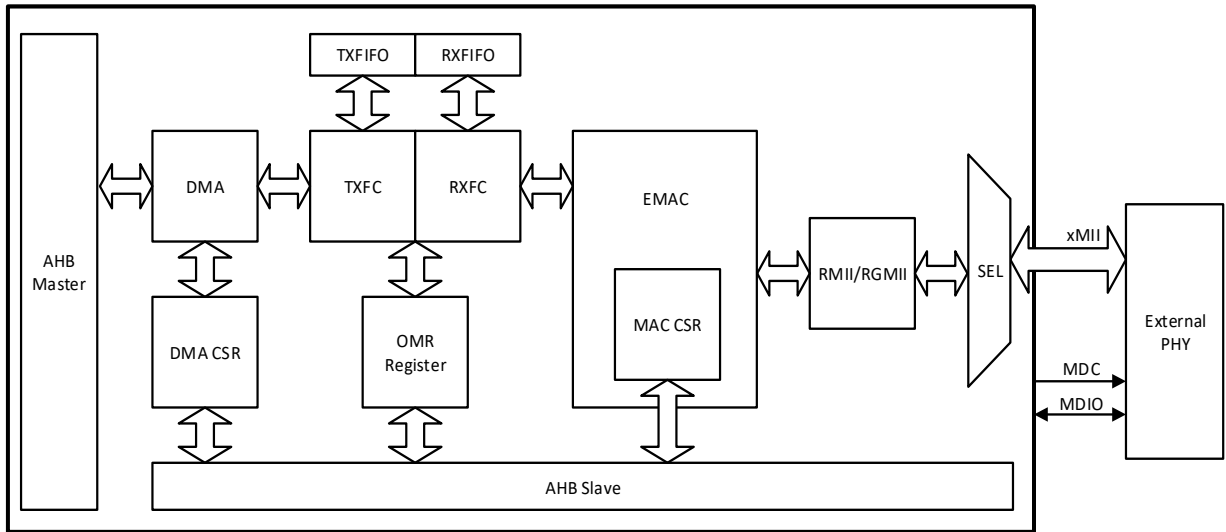 TXFIFO
RXFIFO
AHB
Master
DMA
TXFC
RXFC
EMAC
RMII/RGMII
SEL
xMII
External
PHY
DMA CSR
OMR
Register
MAC CSR
MDC
MDIO
AHB Slave